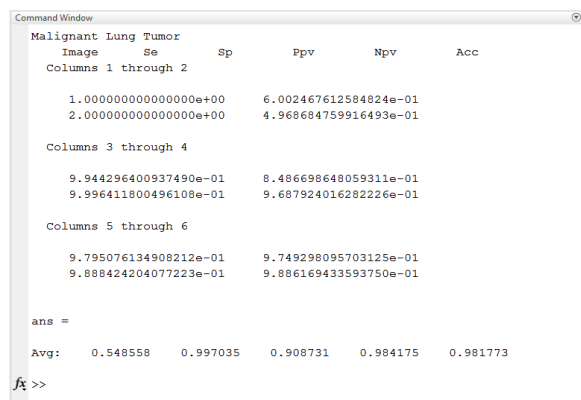 Command Window
Malignant Lung Tumor
Image Se Sp Ppv Npv Acc
Columns 1 through 2
1.000000000000000e+00 6.002467612584824e-01
2.000000000000000e+00 4.968684759916493e-01
Columns 3 through 4
9.944296400937490e-01 8.486698648059311e-01
9.996411800496108e-01 9.687924016282226e-01
Columns 5 through 6
9.795076134908212e-01 9.749298095703125e-01
9.888424204077223e-01 9.886169433593750e-01
ans =
Avg: 0.548558 0.997035 0.908731 0.984175 0.981773
fx >>